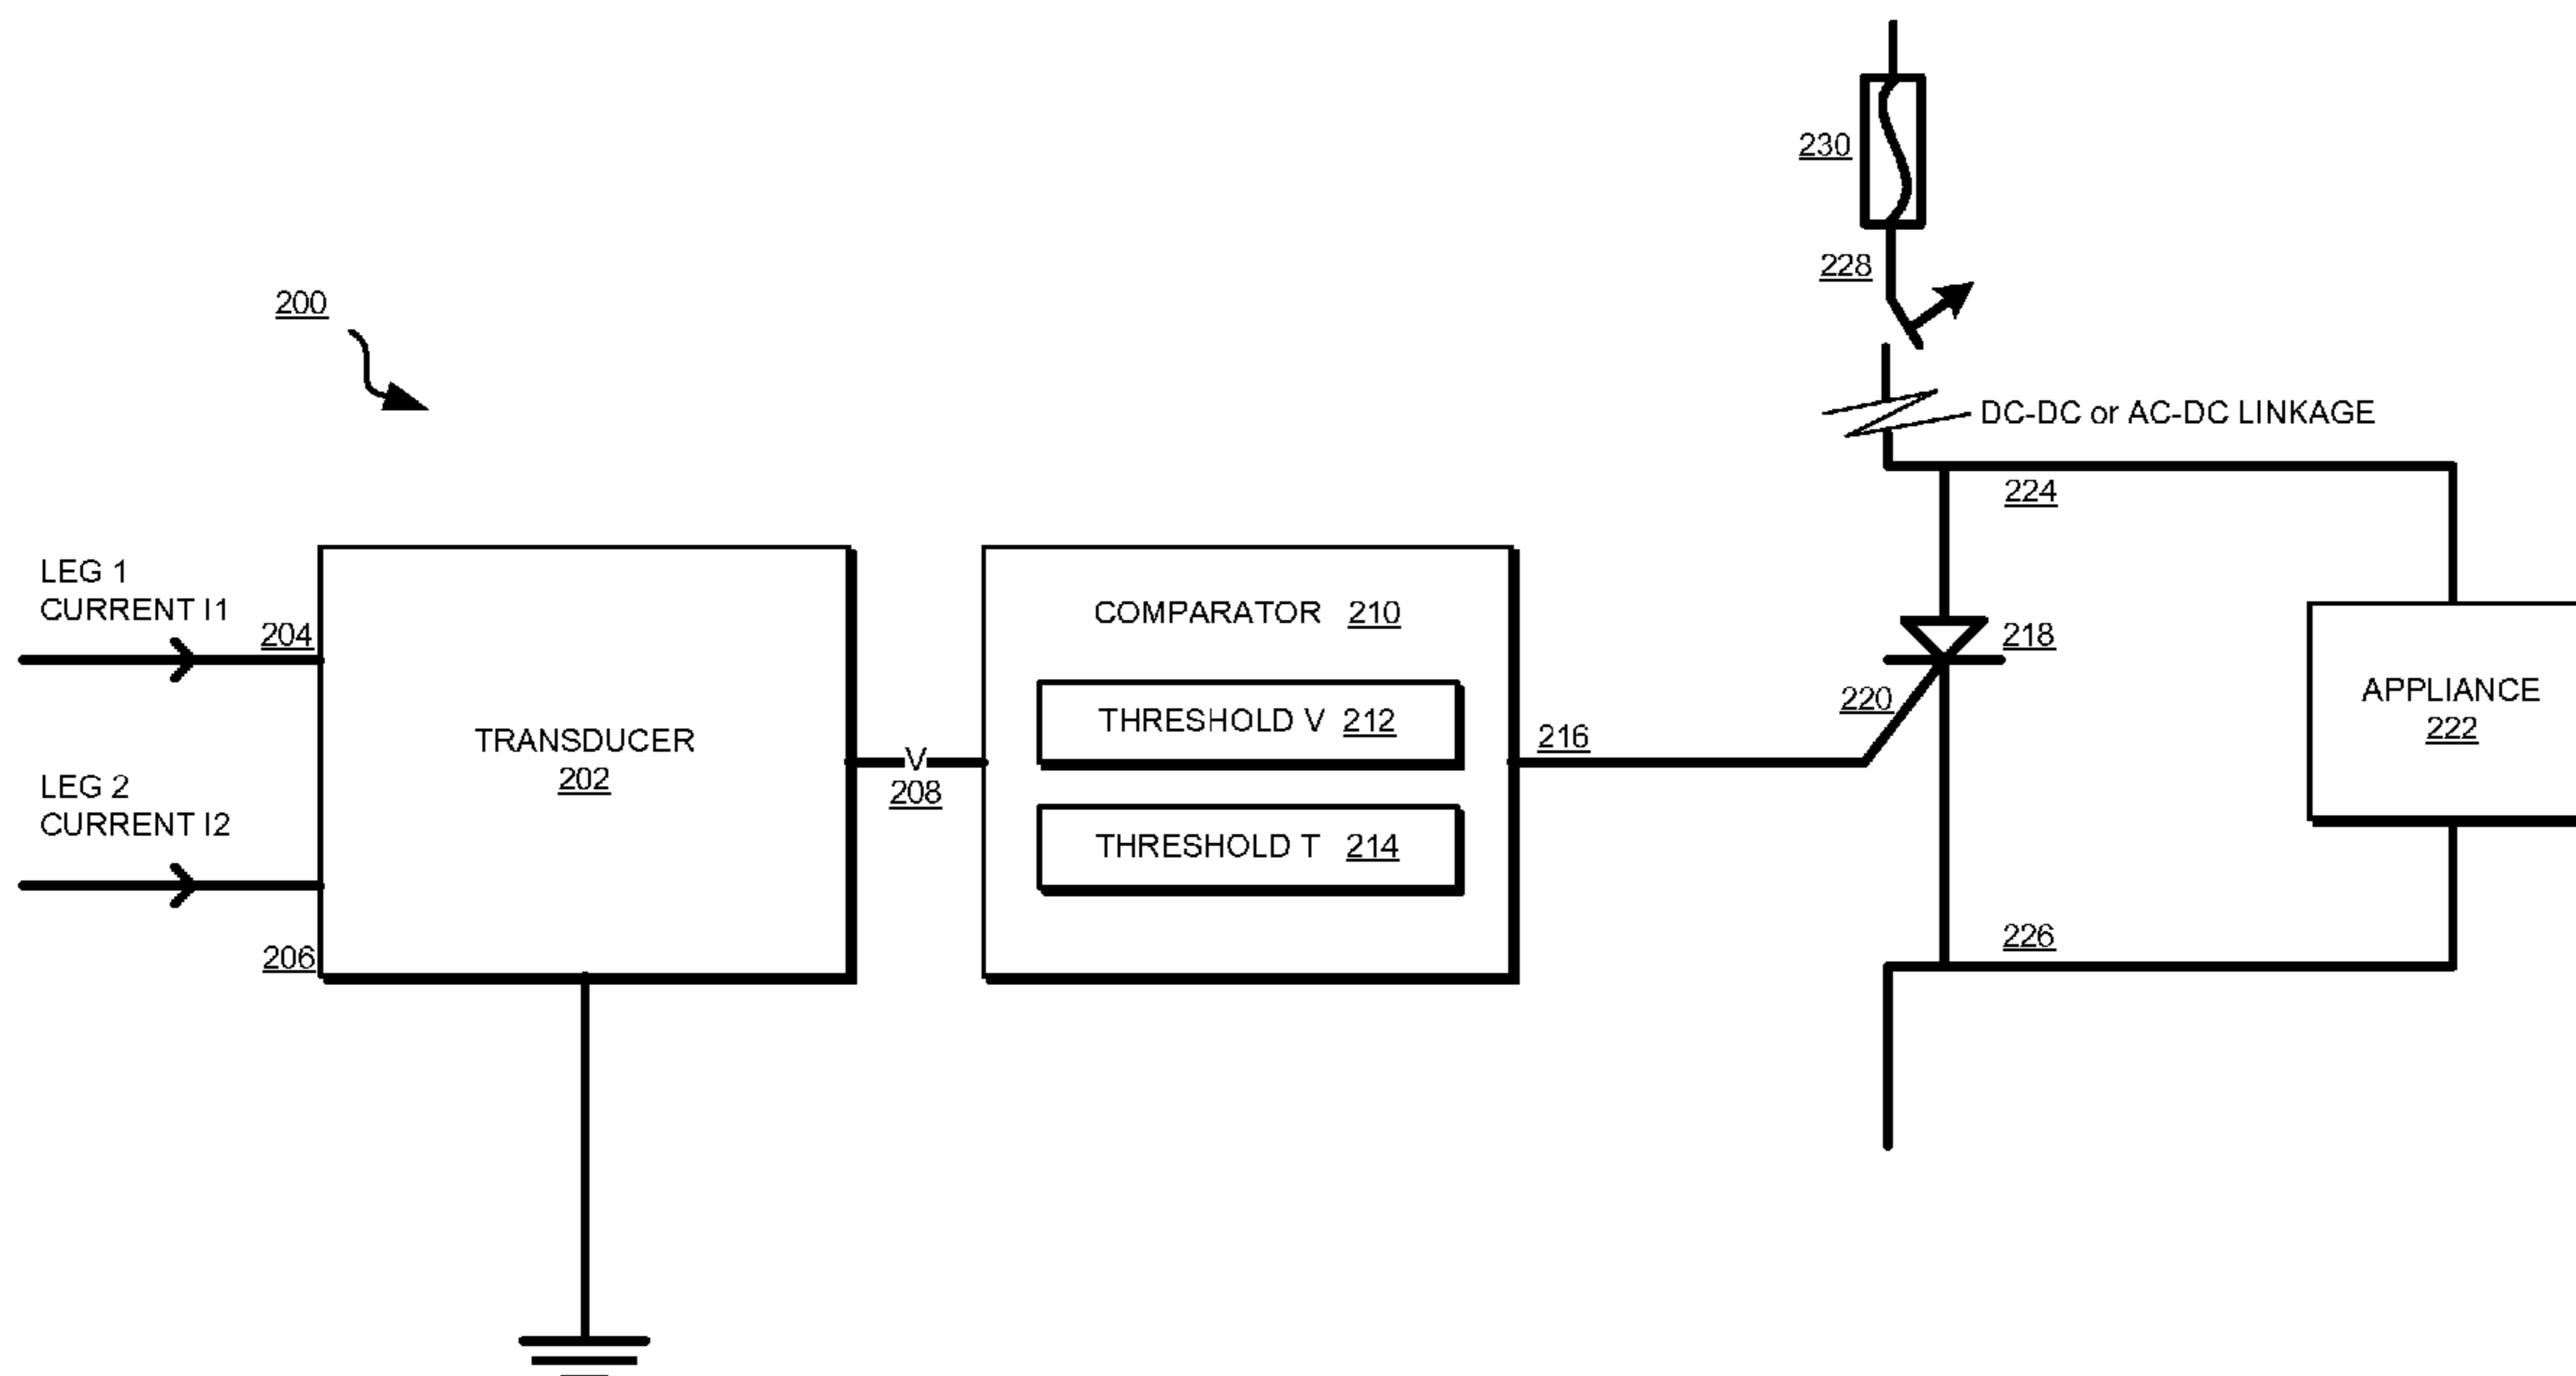 230
228
200
DC-DC or AC-DC LINKAGE
224
LEG 1
CURRENT I1
204
COMPARATOR 210
218
THRESHOLD V 212
220
APPLIANCE
222
TRANSDUCER
202
V
208
216
LEG 2
CURRENT I2
THRESHOLD T 214
206
226